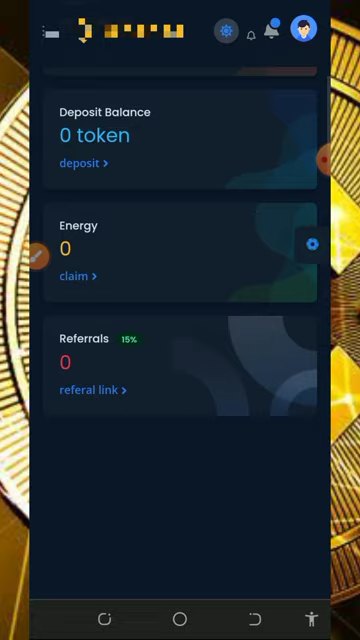 Deposit Balance
0 token
deposit
Energy
0
claim
Referrals 15%
0
referal link